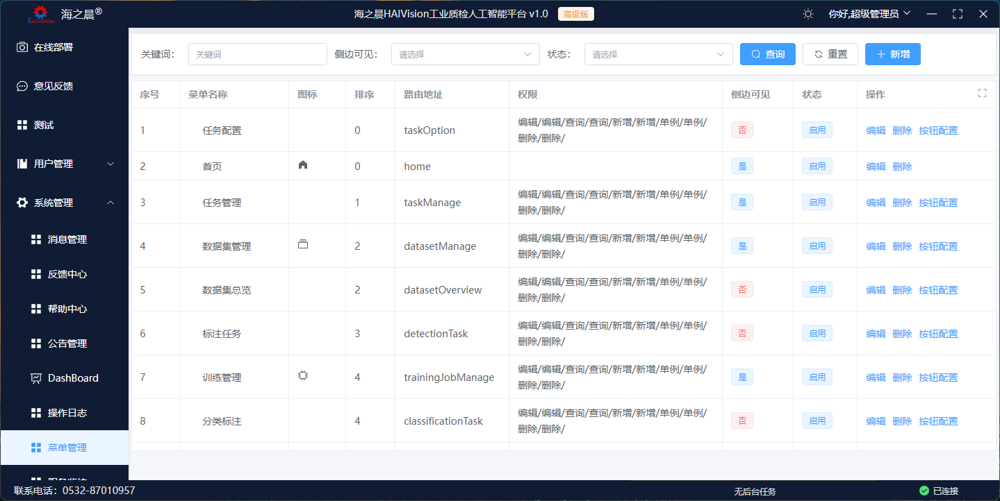 海之晨®
海之晨HAIVision工业质检人工智能平台 v1.0 高级版
你好,超级管理员
在线部署
意见反馈
测试
用户管理
系统管理
消息管理
反馈中心
帮助中心
公告管理
DashBoard
操作日志
菜单管理
关键词： 关键词 侧边可见： 请选择 状态： 请选择 查询 重置 新增
序号 菜单名称 图标 排序 路由地址 权限 侧边可见 状态 操作
1 任务配置 0 taskOption 编辑/编辑/查询/查询/新增/新增/单例/单例/ 否 启用 编辑 删除 按钮配置
删除/删除/
2 首页 0 home 是 启用 编辑 删除
3 任务管理 1 taskManage 编辑/编辑/查询/查询/新增/新增/单例/单例/ 是 启用 编辑 删除 按钮配置
删除/删除/
4 数据集管理 2 datasetManage 编辑/编辑/查询/查询/新增/新增/单例/单例/ 是 启用 编辑 删除 按钮配置
删除/删除/
5 数据集总览 2 datasetOverview 编辑/编辑/查询/查询/新增/新增/单例/单例/ 否 启用 编辑 删除 按钮配置
删除/删除/
6 标注任务 3 detectionTask 编辑/编辑/查询/查询/新增/新增/单例/单例/ 否 启用 编辑 删除 按钮配置
删除/删除/
7 训练管理 4 trainingJobManage 编辑/编辑/查询/查询/新增/新增/单例/单例/ 是 启用 编辑 删除 按钮配置
删除/删除/
8 分类标注 4 classificationTask 编辑/编辑/查询/查询/新增/新增/单例/单例/ 否 启用 编辑 删除 按钮配置
删除/删除/
联系电话：0532-87010957
无后台任务
已连接